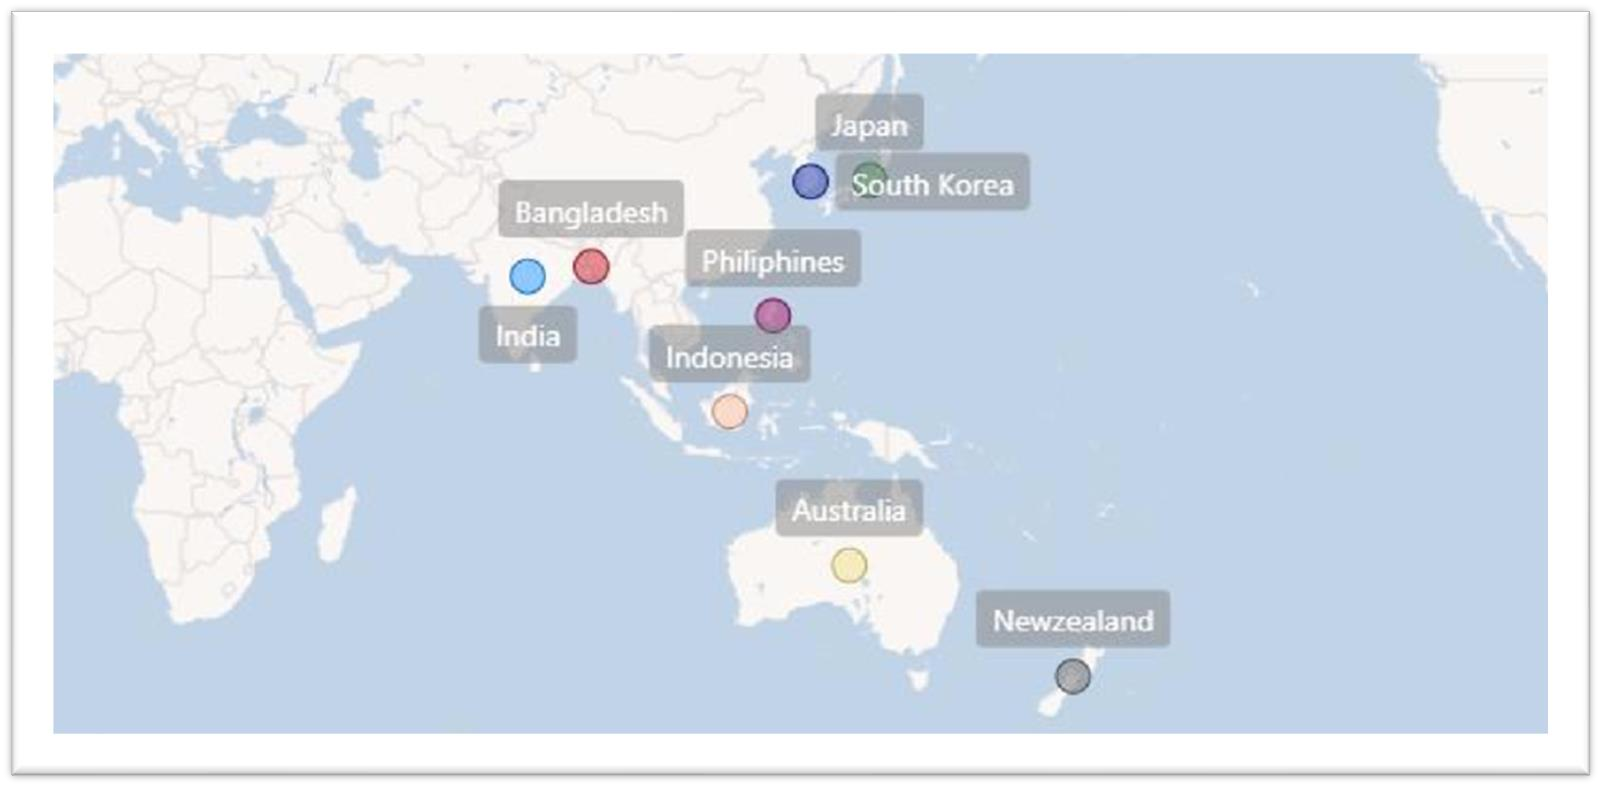 Japan
South Korea
Bangladesh
Philiphines
India
Indonesia
Australia
Newzealand